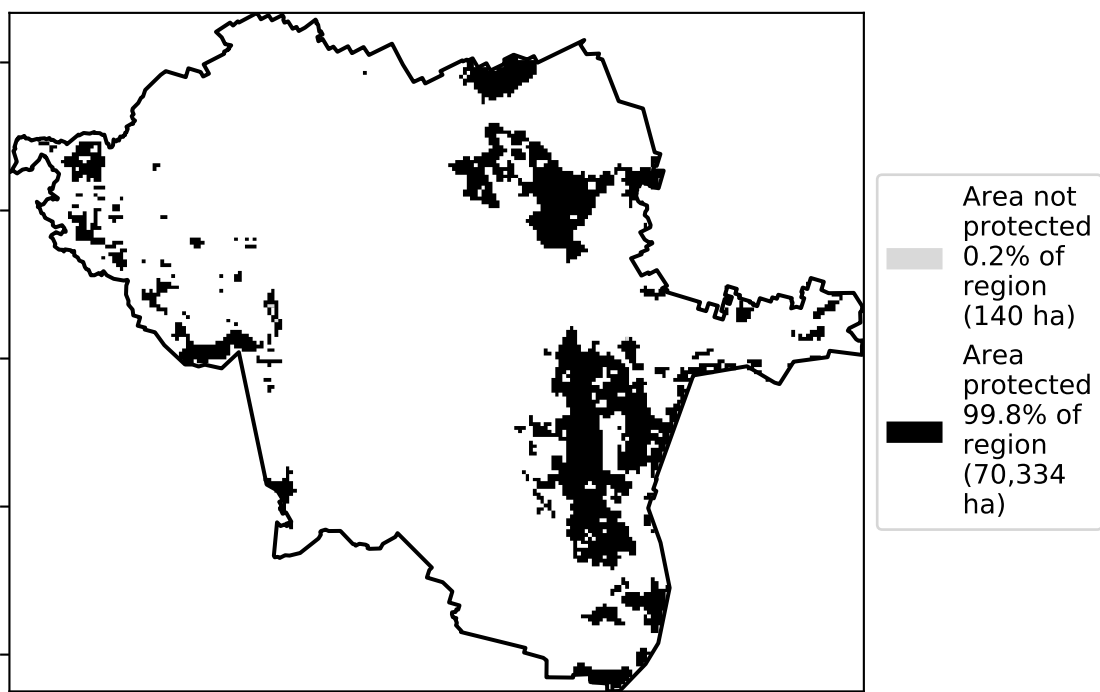 Area not
protected
0.2% of
region
(140 ha)
Area
protected
99.8% of
region
(70,334
ha)